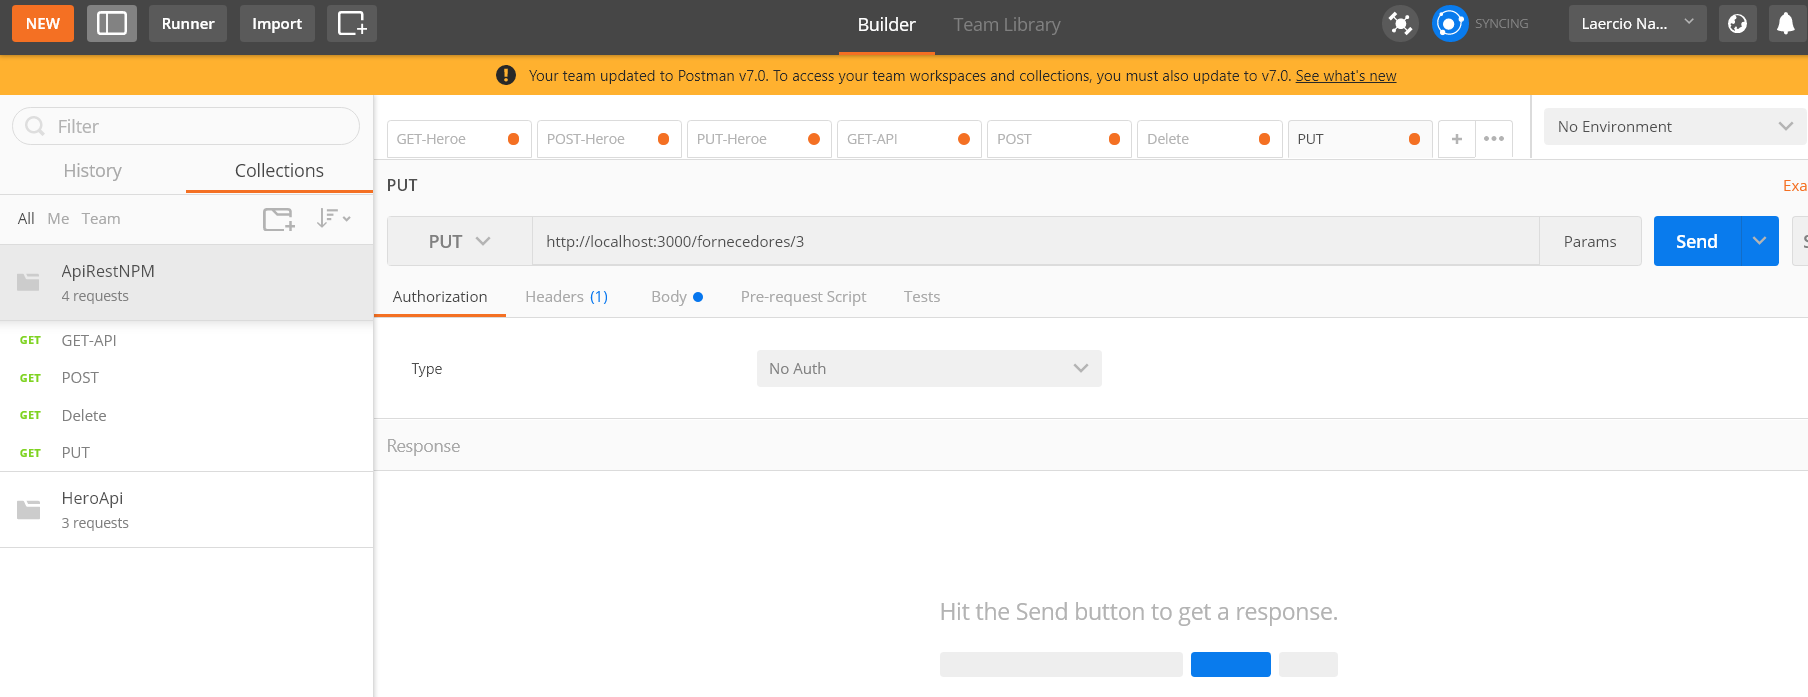 NEW Runner Import Builder Team Library SYNCING Laercio Na...
Your team updated to Postman v7.0. To access your team workspaces and collections, you must also update to v7.0. See what's new
Filter
History Collections
All Me Team
ApiRestNPM
4 requests
GET GET-API
GET POST
GET Delete
GET PUT
HeroApi
3 requests
GET-Heroe POST-Heroe PUT-Heroe GET-API POST Delete PUT + ••• No Environment
PUT Exa
PUT http://localhost:3000/fornecedores/3 Params Send S
Authorization Headers (1) Body Pre-request Script Tests
Type No Auth
Response
Hit the Send button to get a response.